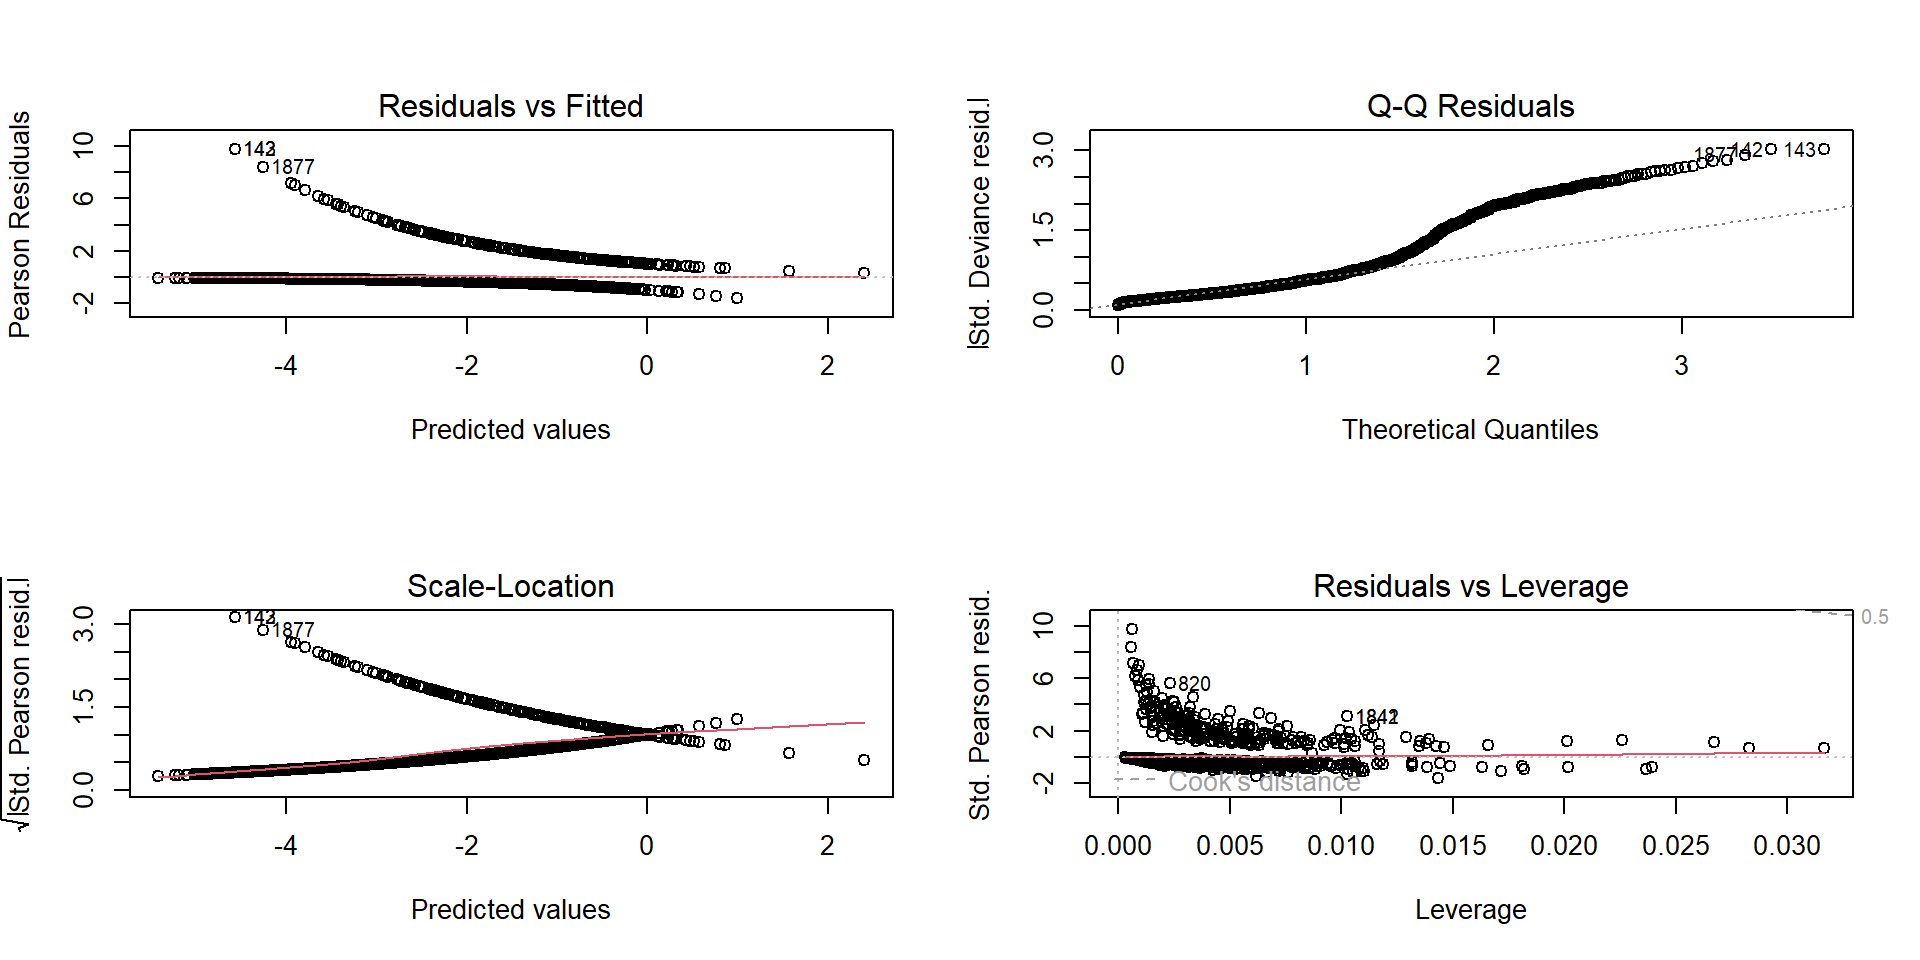 Residuals vs Fitted
Pearson Residuals
10
6
2
-2
143
1877
-4 -2 0 2
Predicted values
Q-Q Residuals
|Std. Deviance resid.|
3.0
1.5
0.0
1877 142 143
0 1 2 3
Theoretical Quantiles
Scale-Location
√|Std. Pearson resid.|
3.0
1.5
0.0
1877
-4 -2 0 2
Predicted values
Residuals vs Leverage
Std. Pearson resid.
10
6
2
-2
0.5
820
Cook's distance
0.000 0.005 0.010 0.015 0.020 0.025 0.030
Leverage